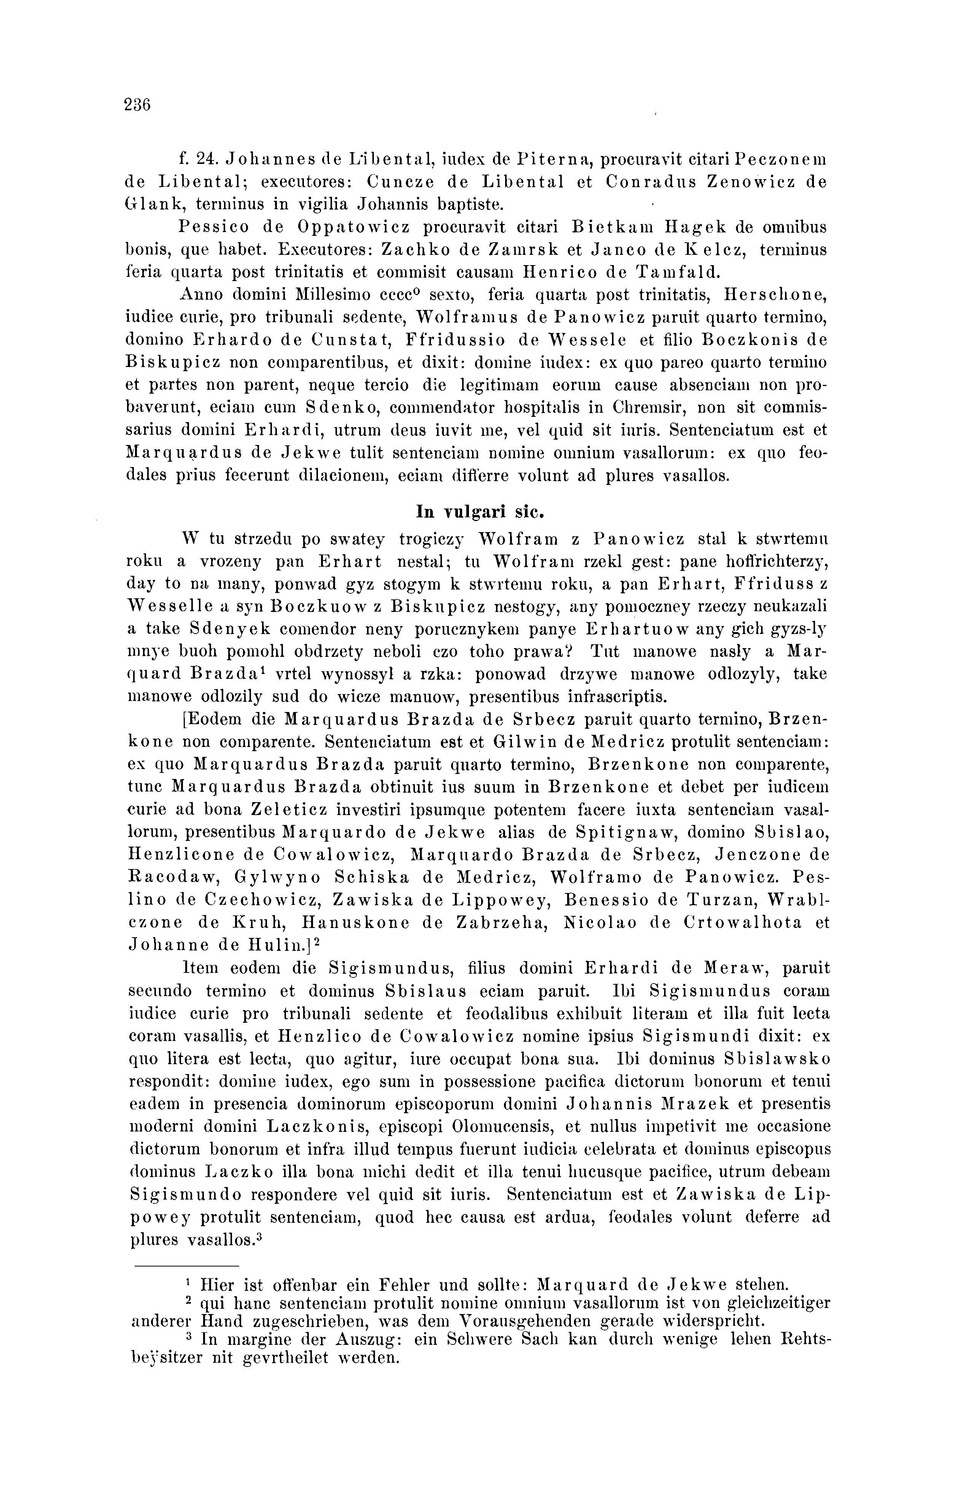 236
f. 24. Johannes de Libental, iudex de Piterna, procuravit citari Peczonem
de Libental; executores: Cuncze de Libental et Conradus Zenowicz de
Glank, terminus in vigilia Johannis baptiste.
Pessico de Oppatowicz procuravit citari Bietkam Hagek de omnibus
bonis, que habet. Executores: Zachko de Zamrsk et Janco de Kelcz, terminus
feria quarta post trinitatis et commisit causam Henrico de Tamfald.
Anno domini Millesimo ccccº sexto, feria quarta post trinitatis, Herschone,
iudice curie, pro tribunali sedente, Wolframus de Panowicz paruit quarto termino,
domino Erhardo de Cunstat, Ffridussio de Wessele et filio Boczkonis de
Biskupicz non comparentibus, et dixit: domine iudex: ex quo pareo quarto termino
et partes non parent, neque tercio die legitimam eorum cause absenciam non pro-
baverunt, eciam cum Sdenko, commendator hospitalis in Chremsir, non sit commis-
sarius domini Erhardi, utrum deus iuvit me, vel quid sit iuris. Sentenciatum est et
Marquardus de Jekwe tulit sentenciam nomine omnium vasallorum: ex quo feo-
dales prius fecerunt dilacionem, eciam differre volunt ad plures vasallos.
In vulgari sic.
W tu strzedu po swatey trogiczy Wolfram z Panowicz stal k stwrtemu
roku a vrozeny pan Erhart nestal; tu Wolfram rzekl gest: pane hoffrichterzy,
day to na many, ponwad gyz stogym k stwrtemu roku, a pan Erhart, Ffriduss z
Wesselle a syn Boczkuow z Biskupicz nestogy, any pomoczney rzeczy neukazali
a take Sdenyek comendor neny porucznykem panye Erhartuow any gich gyzs-ly
mnye buoh pomohl obdrzety neboli czo toho prawa? Tut manowe nasly a Mar-
quard Brazda¹ vrtel wynossyl a rzka: ponowad drzywe manowe odlozyly, take
manowe odlozily sud do wicze manuow, presentibus infrascriptis.
[Eodem die Marquardus Brazda de Srbecz paruit quarto termino, Brzen-
kone non comparente. Sentenciatum est et Gilwin de Medricz protulit sentenciam:
ex quo Marquardus Brazda paruit quarto termino, Brzenkone non comparente,
tunc Marquardus Brazda obtinuit ius suum in Brzenkone et debet per iudicem
curie ad bona Zeleticz investiri ipsumque potentem facere iuxta sentenciam vasal-
lorum, presentibus Marquardo de Jekwe alias de Spitignaw, domino Sbislao,
Henzlicone de Cowalowicz, Marquardo Brazda de Srbecz, Jenczone de
Racodaw, Gylwyno Schiska de Medricz, Wolframo de Panowicz. Pes-
lino de Czechowicz, Zawiska de Lippowey, Benessio de Turzan, Wrabl-
czone de Kruh, Hanuskone de Zabrzeha, Nicolao de Crtowalhota et
Johanne de Hulin.]²
Item eodem die Sigismundus, filius domini Erhardi de Meraw, paruit
secundo termino et dominus Sbislaus eciam paruit. Ibi Sigismundus coram
iudice curie pro tribunali sedente et feodalibus exhibuit literam et illa fuit lecta
coram vasallis, et Henzlico de Cowalowicz nomine ipsius Sigismundi dixit: ex
quo litera est lecta, quo agitur, iure occupat bona sua. Ibi dominus Sbislawsko
respondit: domine iudex, ego sum in possessione pacifica dictorum bonorum et tenui
eadem in presencia dominorum episcoporum domini Johannis Mrazek et presentis
moderni domini Laczkonis, episcopi Olomucensis, et nullus impetivit me occasione
dictorum bonorum et infra illud tempus fuerunt iudicia celebrata et dominus episcopus
dominus Laczko illa bona michi dedit et illa tenui hucusque pacifice, utrum debeam
Sigismundo respondere vel quid sit iuris. Sentenciatum est et Zawiska de Lip-
powey protulit sentenciam, quod hec causa est ardua, feodales volunt deferre ad
plures vasallos.³
¹ Hier ist offenbar ein Fehler und sollte: Marquard de Jekwe stehen.
² qui hanc sentenciam protulit nomine omnium vasallorum ist von gleichzeitiger
anderer Hand zugeschrieben, was dem Vorausgehenden gerade widerspricht.
³ In margine der Auszug: ein Schwere Sach kan durch wenige lehen Rehts-
beÿsitzer nit gevrtheilet werden.